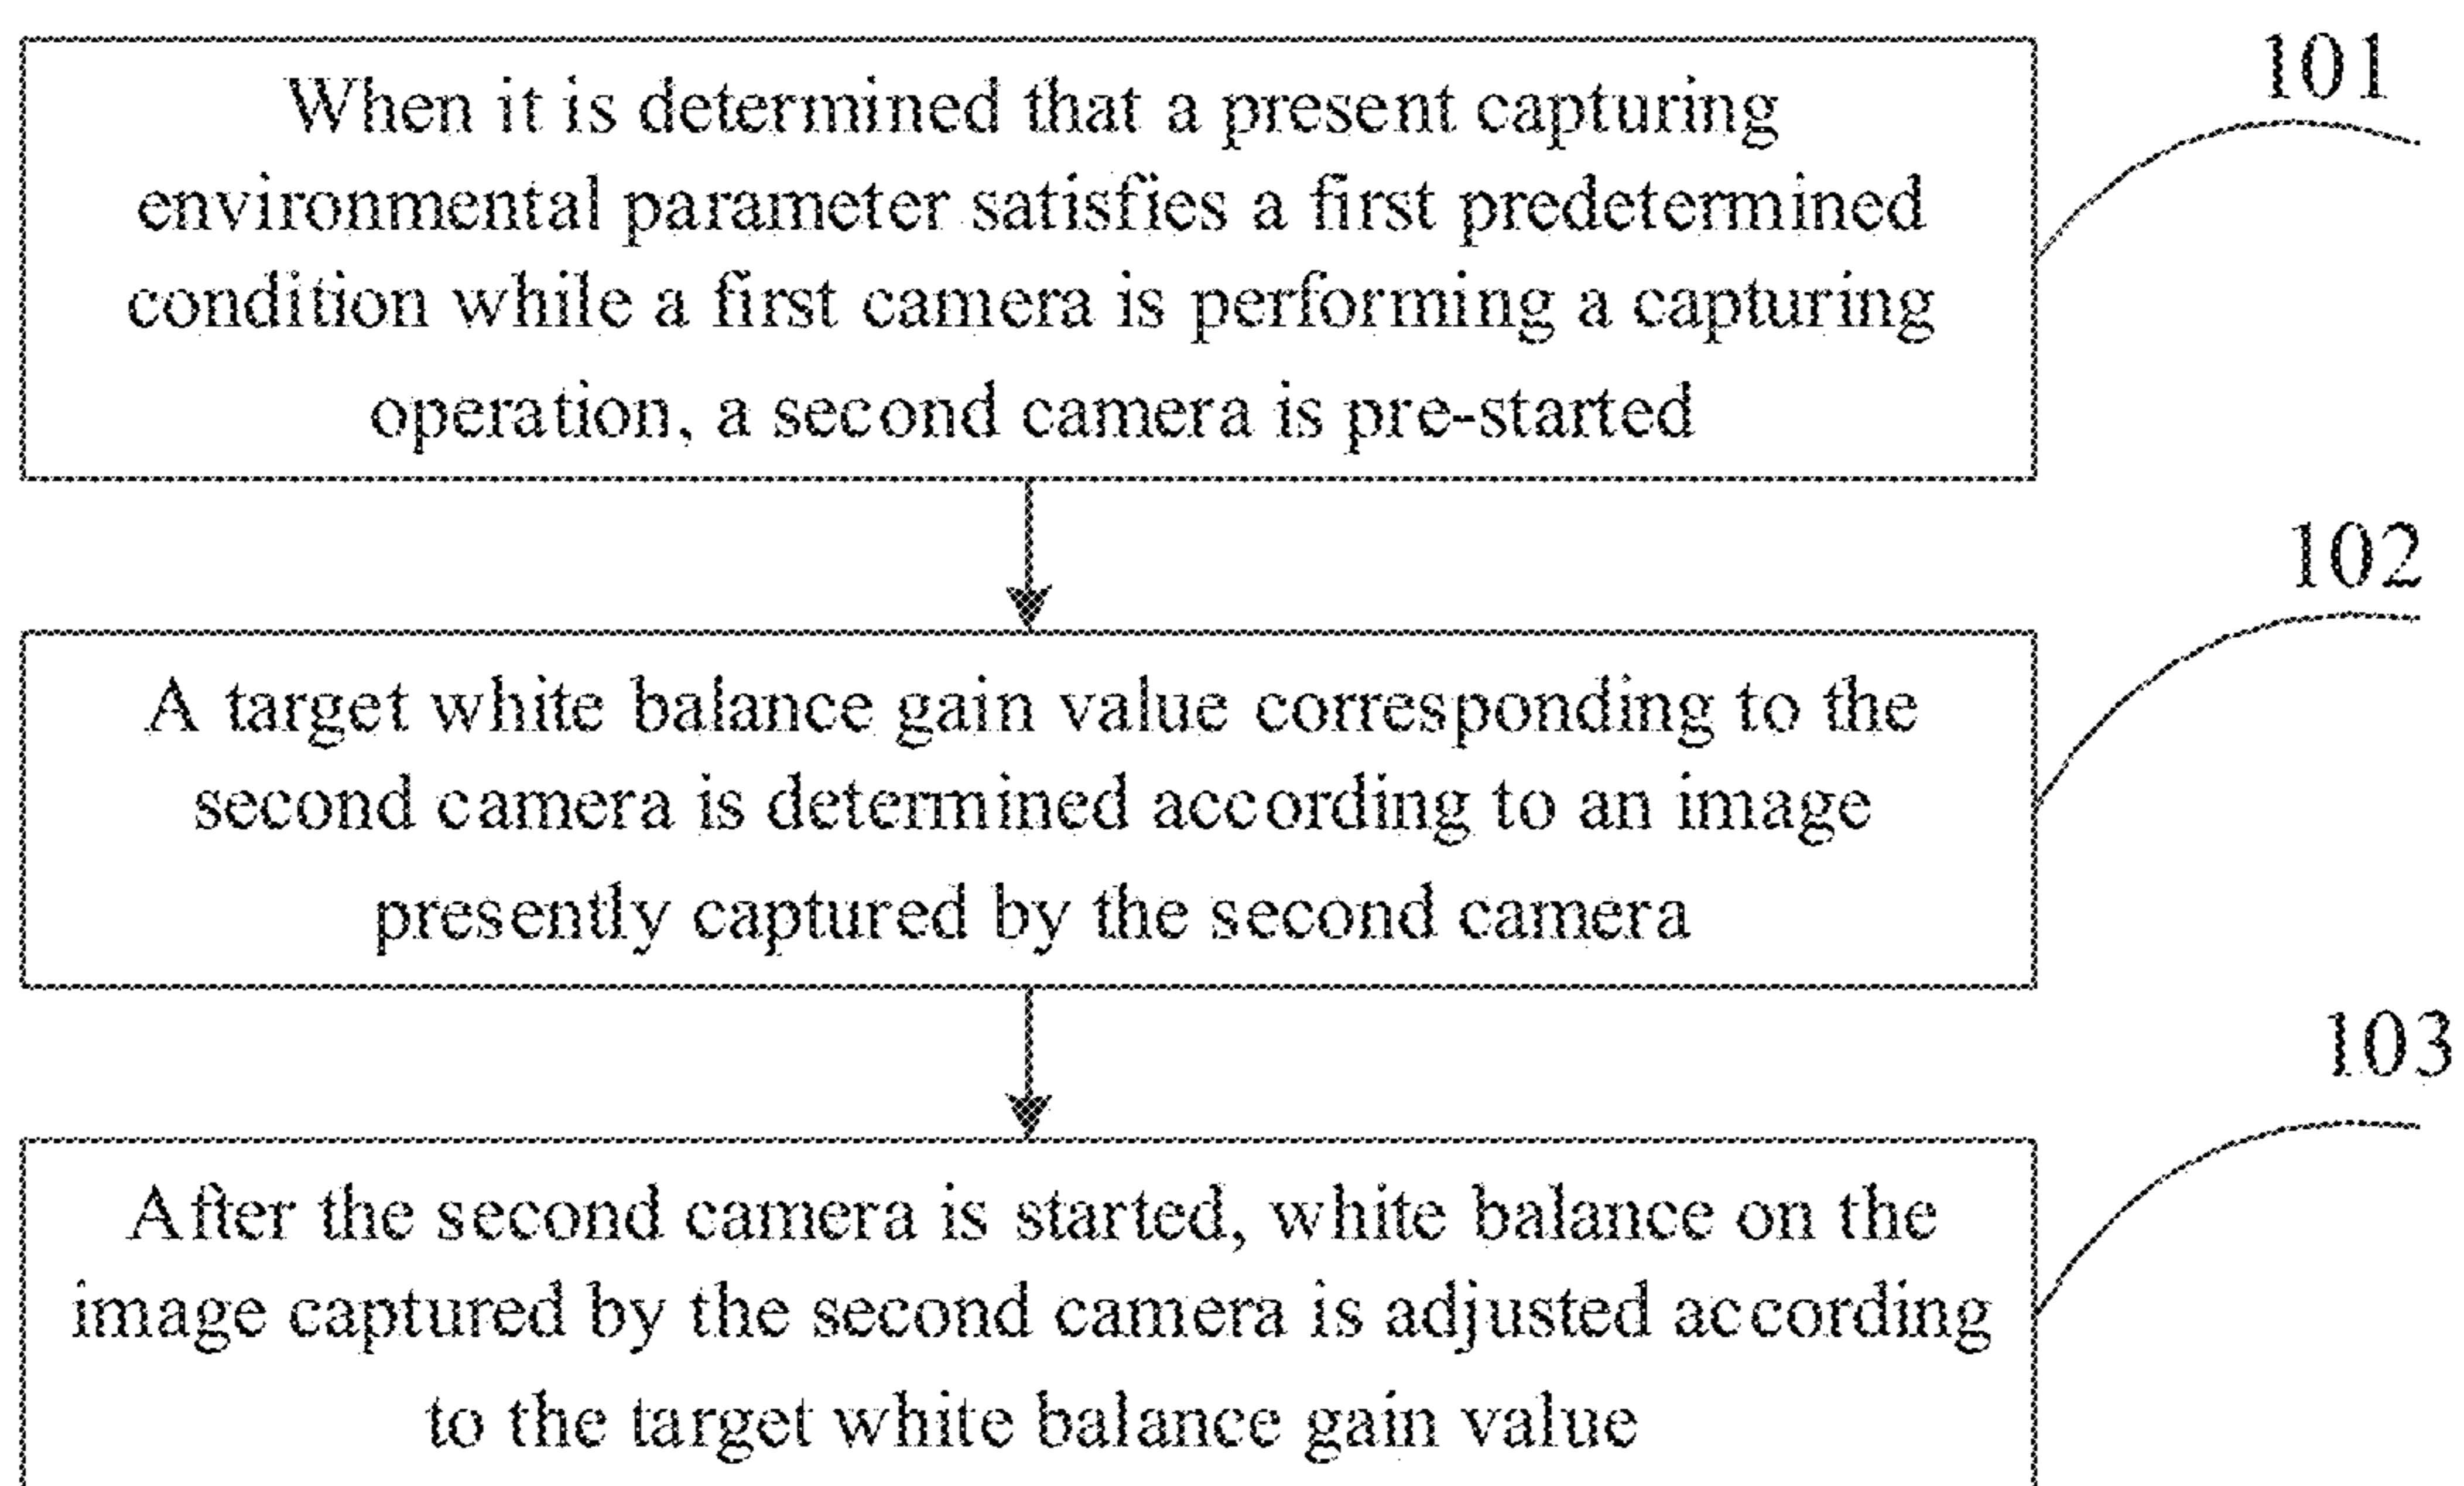 101
When it is determined that a present capturing
environmental parameter satisfies a first predetermined
condition while a first camera is performing a capturing
operation, a second camera is pre-started
102
A target white balance gain value corresponding to the
second camera is determined according to an image
presently captured by the second camera
103
After the second camera is started, white balance on the
image captured by the second camera is adjusted according
to the target white balance gain value